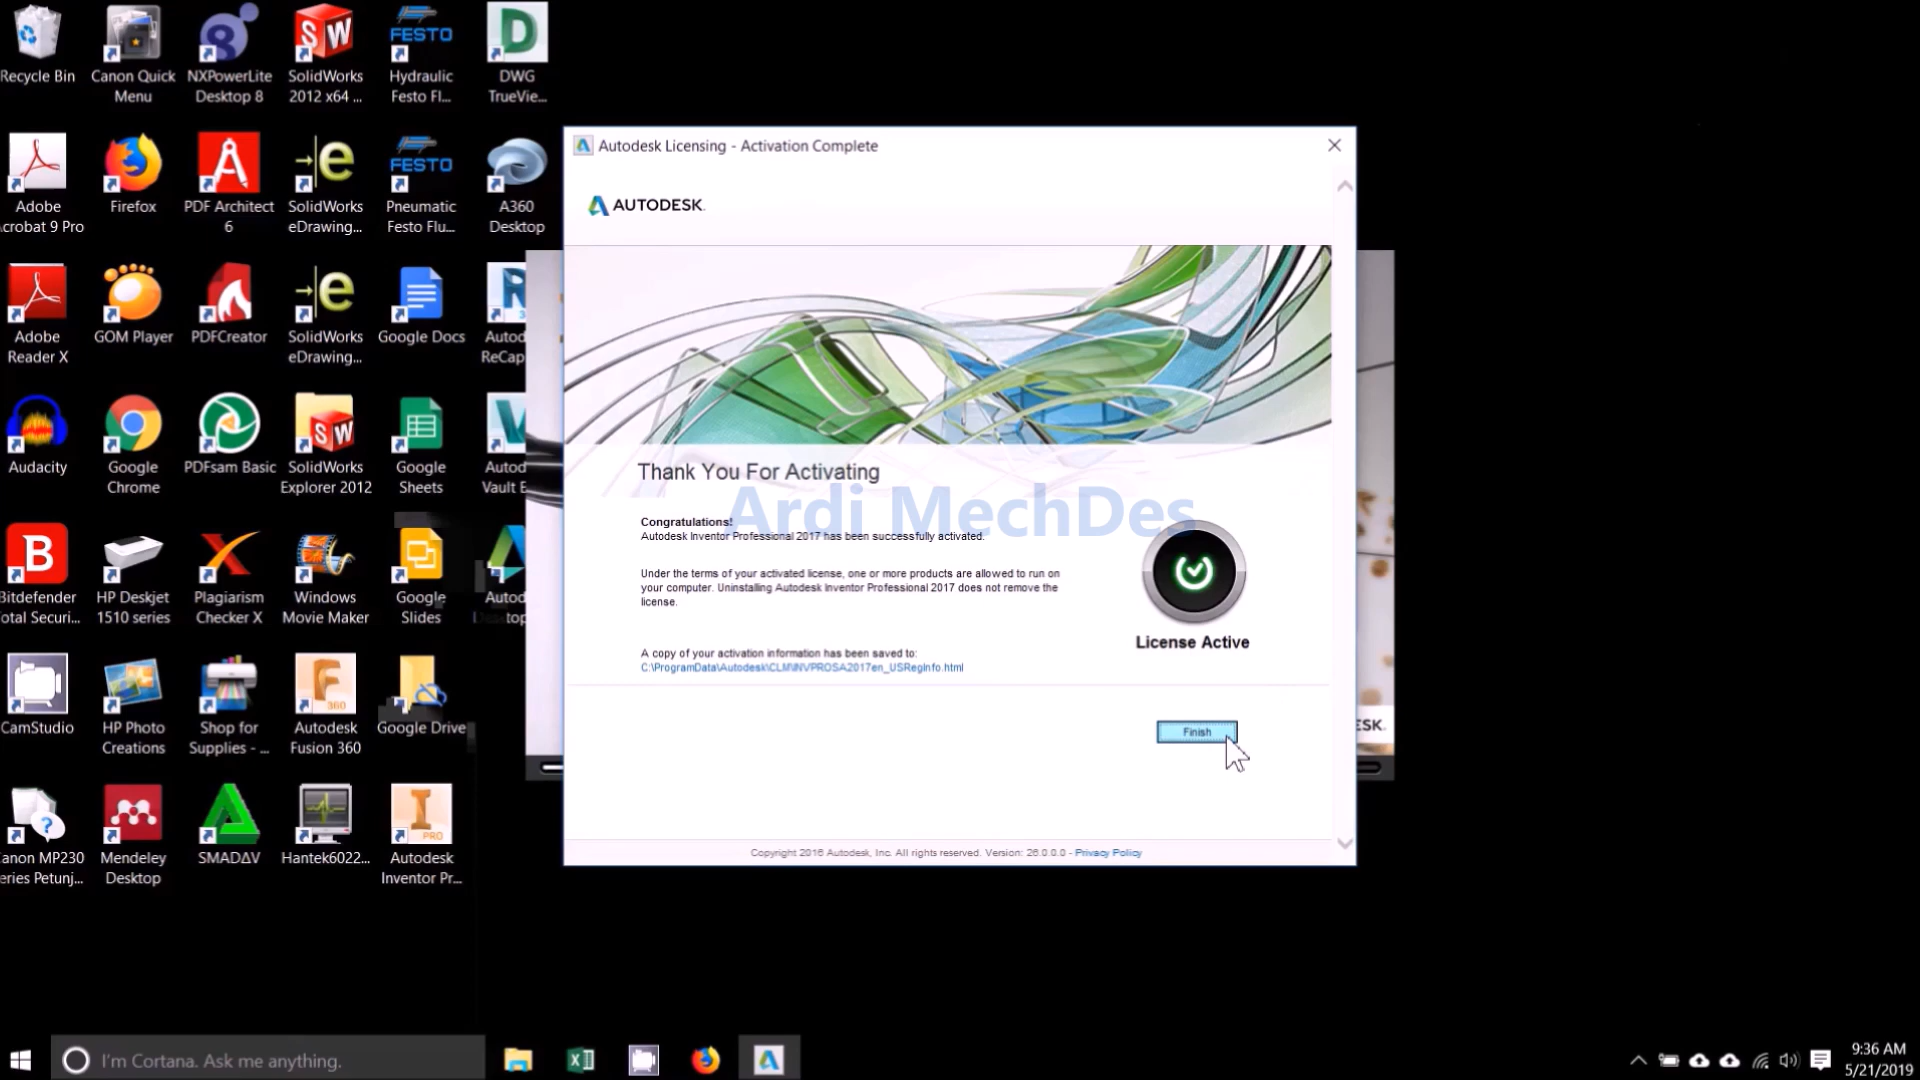 Recycle Bin
Canon Quick
Menu
NXPowerLite
Desktop 8
SolidWorks
2012 x64 ...
FESTO
Hydraulic
Festo Fl...
DWG
TrueVie...
Adobe
crobat 9 Pro
Firefox
PDF Architect
6
SolidWorks
eDrawing...
FESTO
Pneumatic
Festo Flu...
A360
Desktop
Adobe
Reader X
GOM Player
PDFCreator
SolidWorks
eDrawing...
Google Docs
Autod
ReCap
Audacity
Google
Chrome
PDFsam Basic
SolidWorks
Explorer 2012
Google
Sheets
Autod
Vault B
Bitdefender
otal Securi...
HP Deskjet
1510 series
Plagiarism
Checker X
Windows
Movie Maker
Google
Slides
Autod
CamStudio
HP Photo
Creations
Shop for
Supplies - ...
360
Autodesk
Fusion 360
Google Drive
anon MP230
eries Petunj...
Mendeley
Desktop
SMADΔV
Hantek6022...
PRO
Autodesk
Inventor Pr...
Autodesk Licensing - Activation Complete
AUTODESK.
Thank You For Activating
Ardi MechDes
Congratulations!
Autodesk Inventor Professional 2017 has been successfully activated.
Under the terms of your activated license, one or more products are allowed to run on
your computer. Uninstalling Autodesk Inventor Professional 2017 does not remove the
license.
A copy of your activation information has been saved to:
C:\ProgramData\Autodesk\CLM\INVPROSA2017en_USRegInfo.html
License Active
Finish
ESK.
Copyright 2016 Autodesk, Inc. All rights reserved. Version: 26.0.0.0 - Privacy Policy
I'm Cortana. Ask me anything.
9:36 AM
5/21/2019